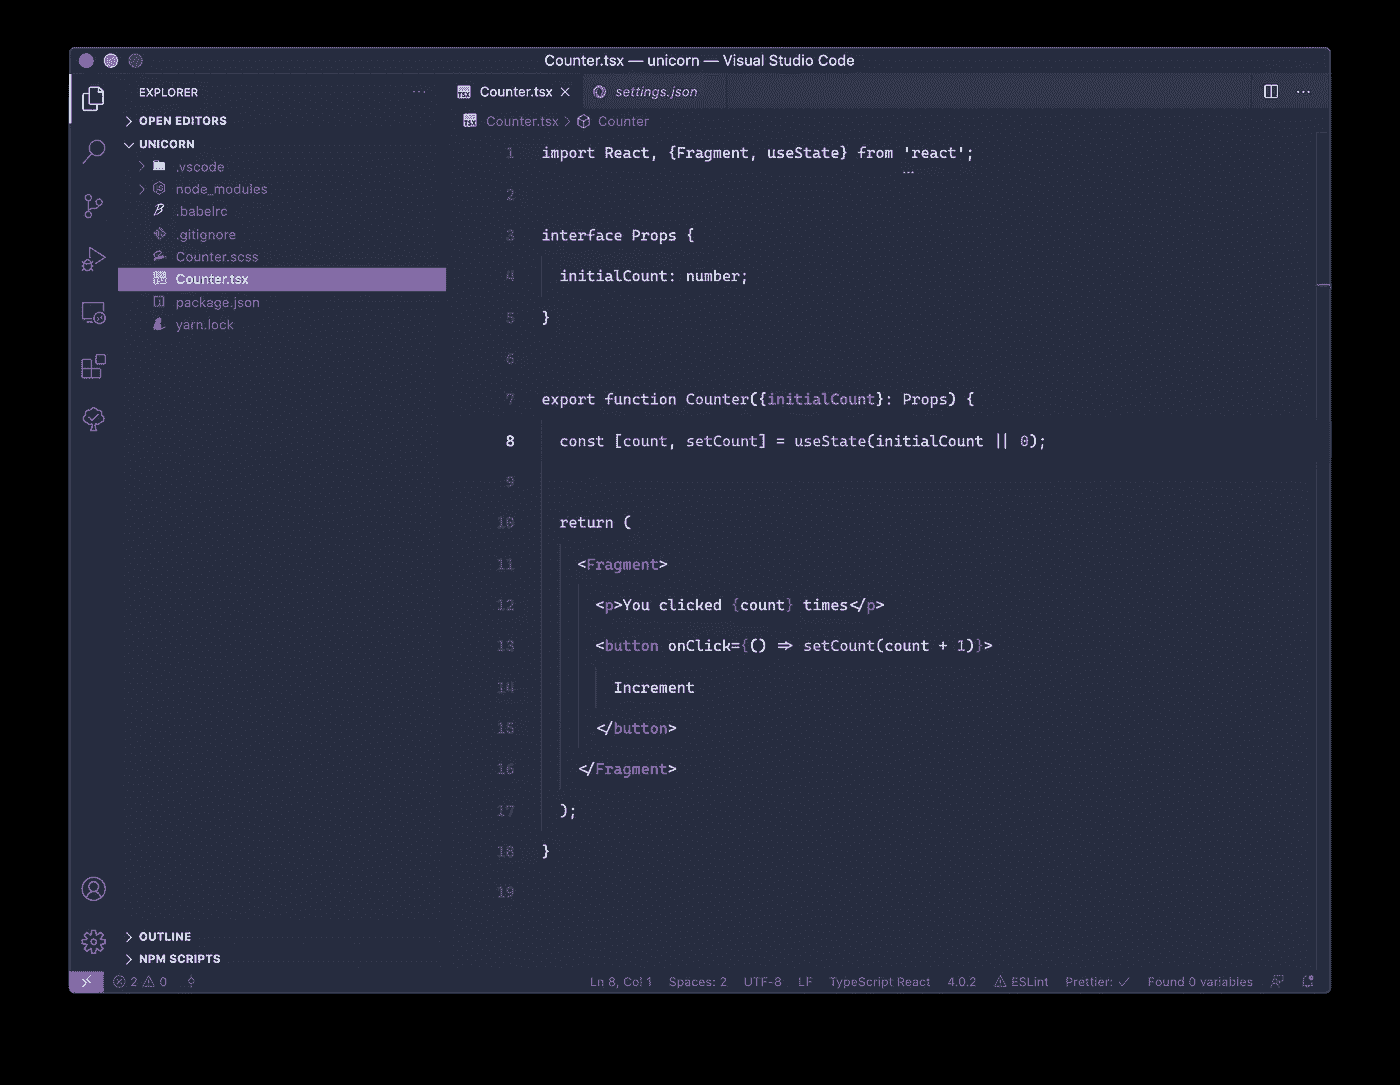 Counter.tsx — unicorn — Visual Studio Code
EXPLORER
OPEN EDITORS
UNICORN
.vscode
node_modules
.babelrc
.gitignore
Counter.scss
Counter.tsx
package.json
yarn.lock
OUTLINE
NPM SCRIPTS
Counter.tsx settings.json
Counter.tsx > Counter
1 import React, {Fragment, useState} from 'react';
2
3 interface Props {
4 initialCount: number;
5 }
6
7 export function Counter({initialCount}: Props) {
8 const [count, setCount] = useState(initialCount || 0);
9
10 return (
11 <Fragment>
12 <p>You clicked {count} times</p>
13 <button onClick={() => setCount(count + 1)}>
14 Increment
15 </button>
16 </Fragment>
17 );
18 }
19
2 0 Ln 8, Col 1 Spaces: 2 UTF-8 LF TypeScript React 4.0.2 ESLint Prettier: ✓ Found 0 variables